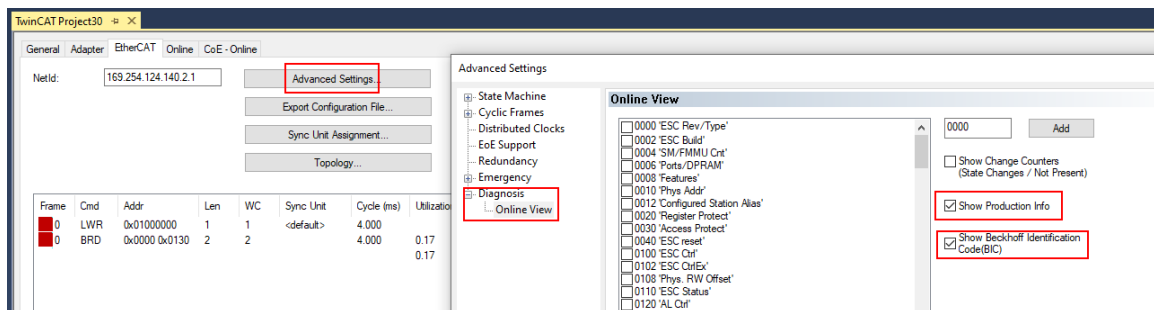 TwinCAT Project30
General Adapter EtherCAT Online CoE - Online
NetId: 169.254.124.140.2.1
Advanced Settings...
Export Configuration File...
Sync Unit Assignment...
Topology...
Frame Cmd Addr Len WC Sync Unit Cycle (ms) Utilizatio
0 LWR 0x01000000 1 1 <default> 4.000
0 BRD 0x0000 0x0130 2 2 4.000 0.17
0.17
Advanced Settings
State Machine
Cyclic Frames
Distributed Clocks
EoE Support
Redundancy
Emergency
Diagnosis
Online View
Online View
0000 'ESC Rev/Type'
0002 'ESC Build'
0004 'SM/FMMU Cnt'
0006 'Ports/DPRAM'
0008 'Features'
0010 'Phys Addr'
0012 'Configured Station Alias'
0020 'Register Protect'
0030 'Access Protect'
0040 'ESC reset'
0100 'ESC Ctrl'
0102 'ESC CtrlEx'
0108 'Phys. RW Offset'
0110 'ESC Status'
0120 'AL Ctrl'
0000 Add
Show Change Counters
(State Changes / Not Present)
Show Production Info
Show Beckhoff Identification
Code(BIC)